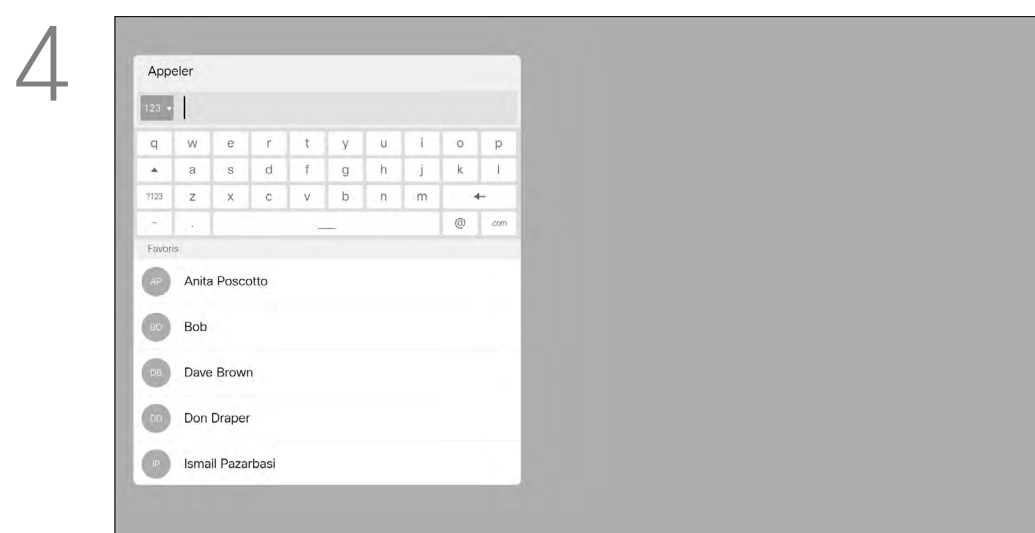 4
Appeler
123
q w e r t y u i o p
a s d f g h j k l
?123 z x c v b n m
- . @ .com
Favoris
AP Anita Poscotto
BO Bob
DB Dave Brown
DD Don Draper
IP Ismail Pazarbasi